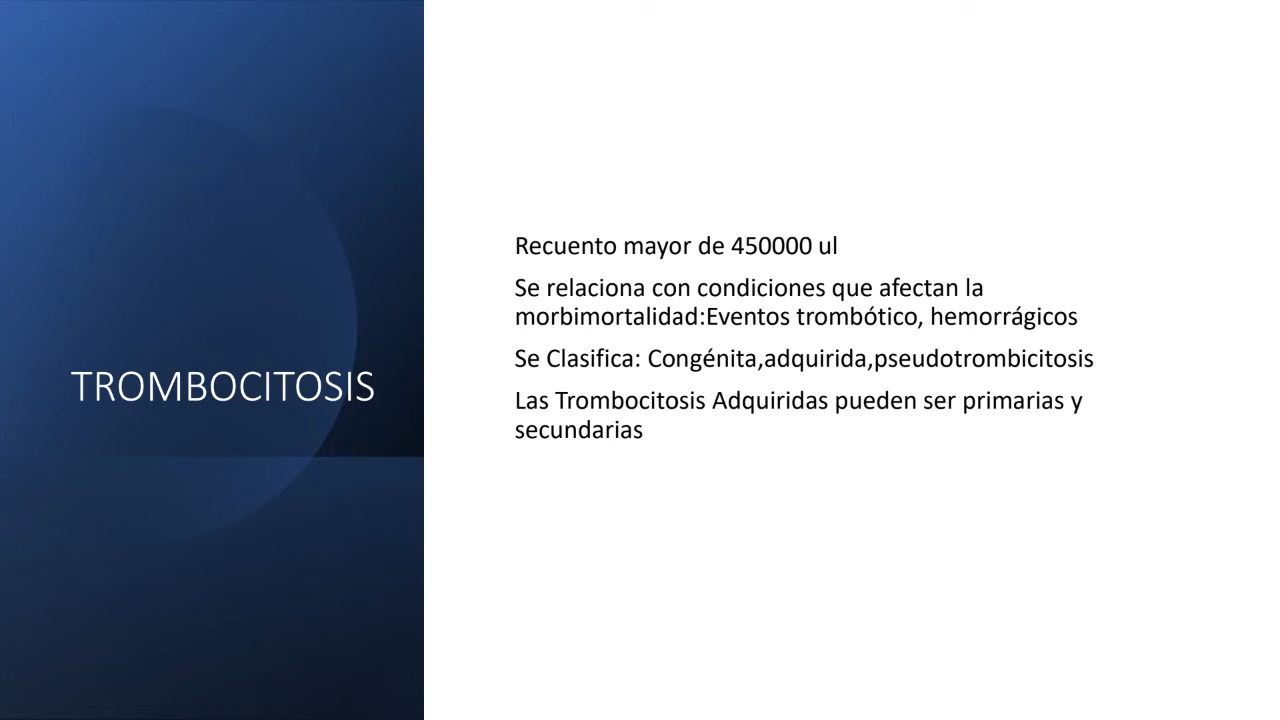 TROMBOCITOSIS
Recuento mayor de 450000 ul
Se relaciona con condiciones que afectan la
morbimortalidad:Eventos trombótico, hemorrágicos
Se Clasifica: Congénita,adquirida,pseudotrombicitosis
Las Trombocitosis Adquiridas pueden ser primarias y
secundarias